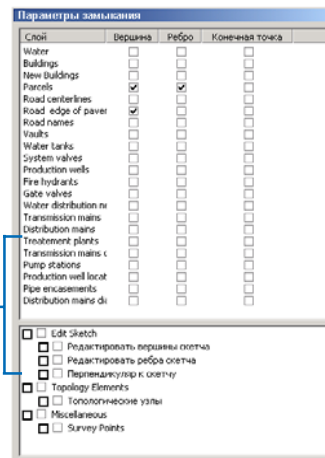 Параметры замыкания
Слой Вершина Ребро Конечная точка
Water
Buildings
New Buildings
Parcels
Road centerlines
Road edge of paver
Road names
Vaults
Water tanks
System valves
Production wells
Fire hydrants
Gate valves
Water distribution ne
Transmission mains
Distribution mains
Treatement plants
Transmission mains c
Pump stations
Production well locat
Pipe encasements
Distribution mains dia
Edit Sketch
Редактировать вершины скетча
Редактировать ребра скетча
Перпендикуляр к скетчу
Topology Elements
Топологические узлы
Miscellaneous
Survey Points